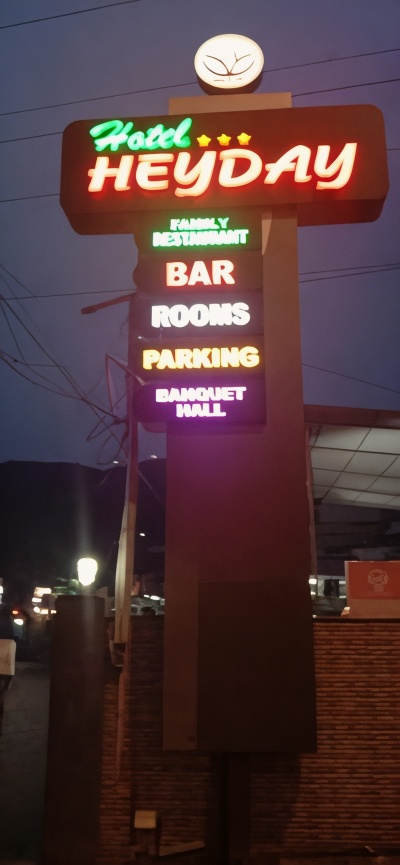 Hotel
HEYDAY
FAMILY
RESTAURANT
BAR
ROOMS
PARKING
BANQUET
HALL